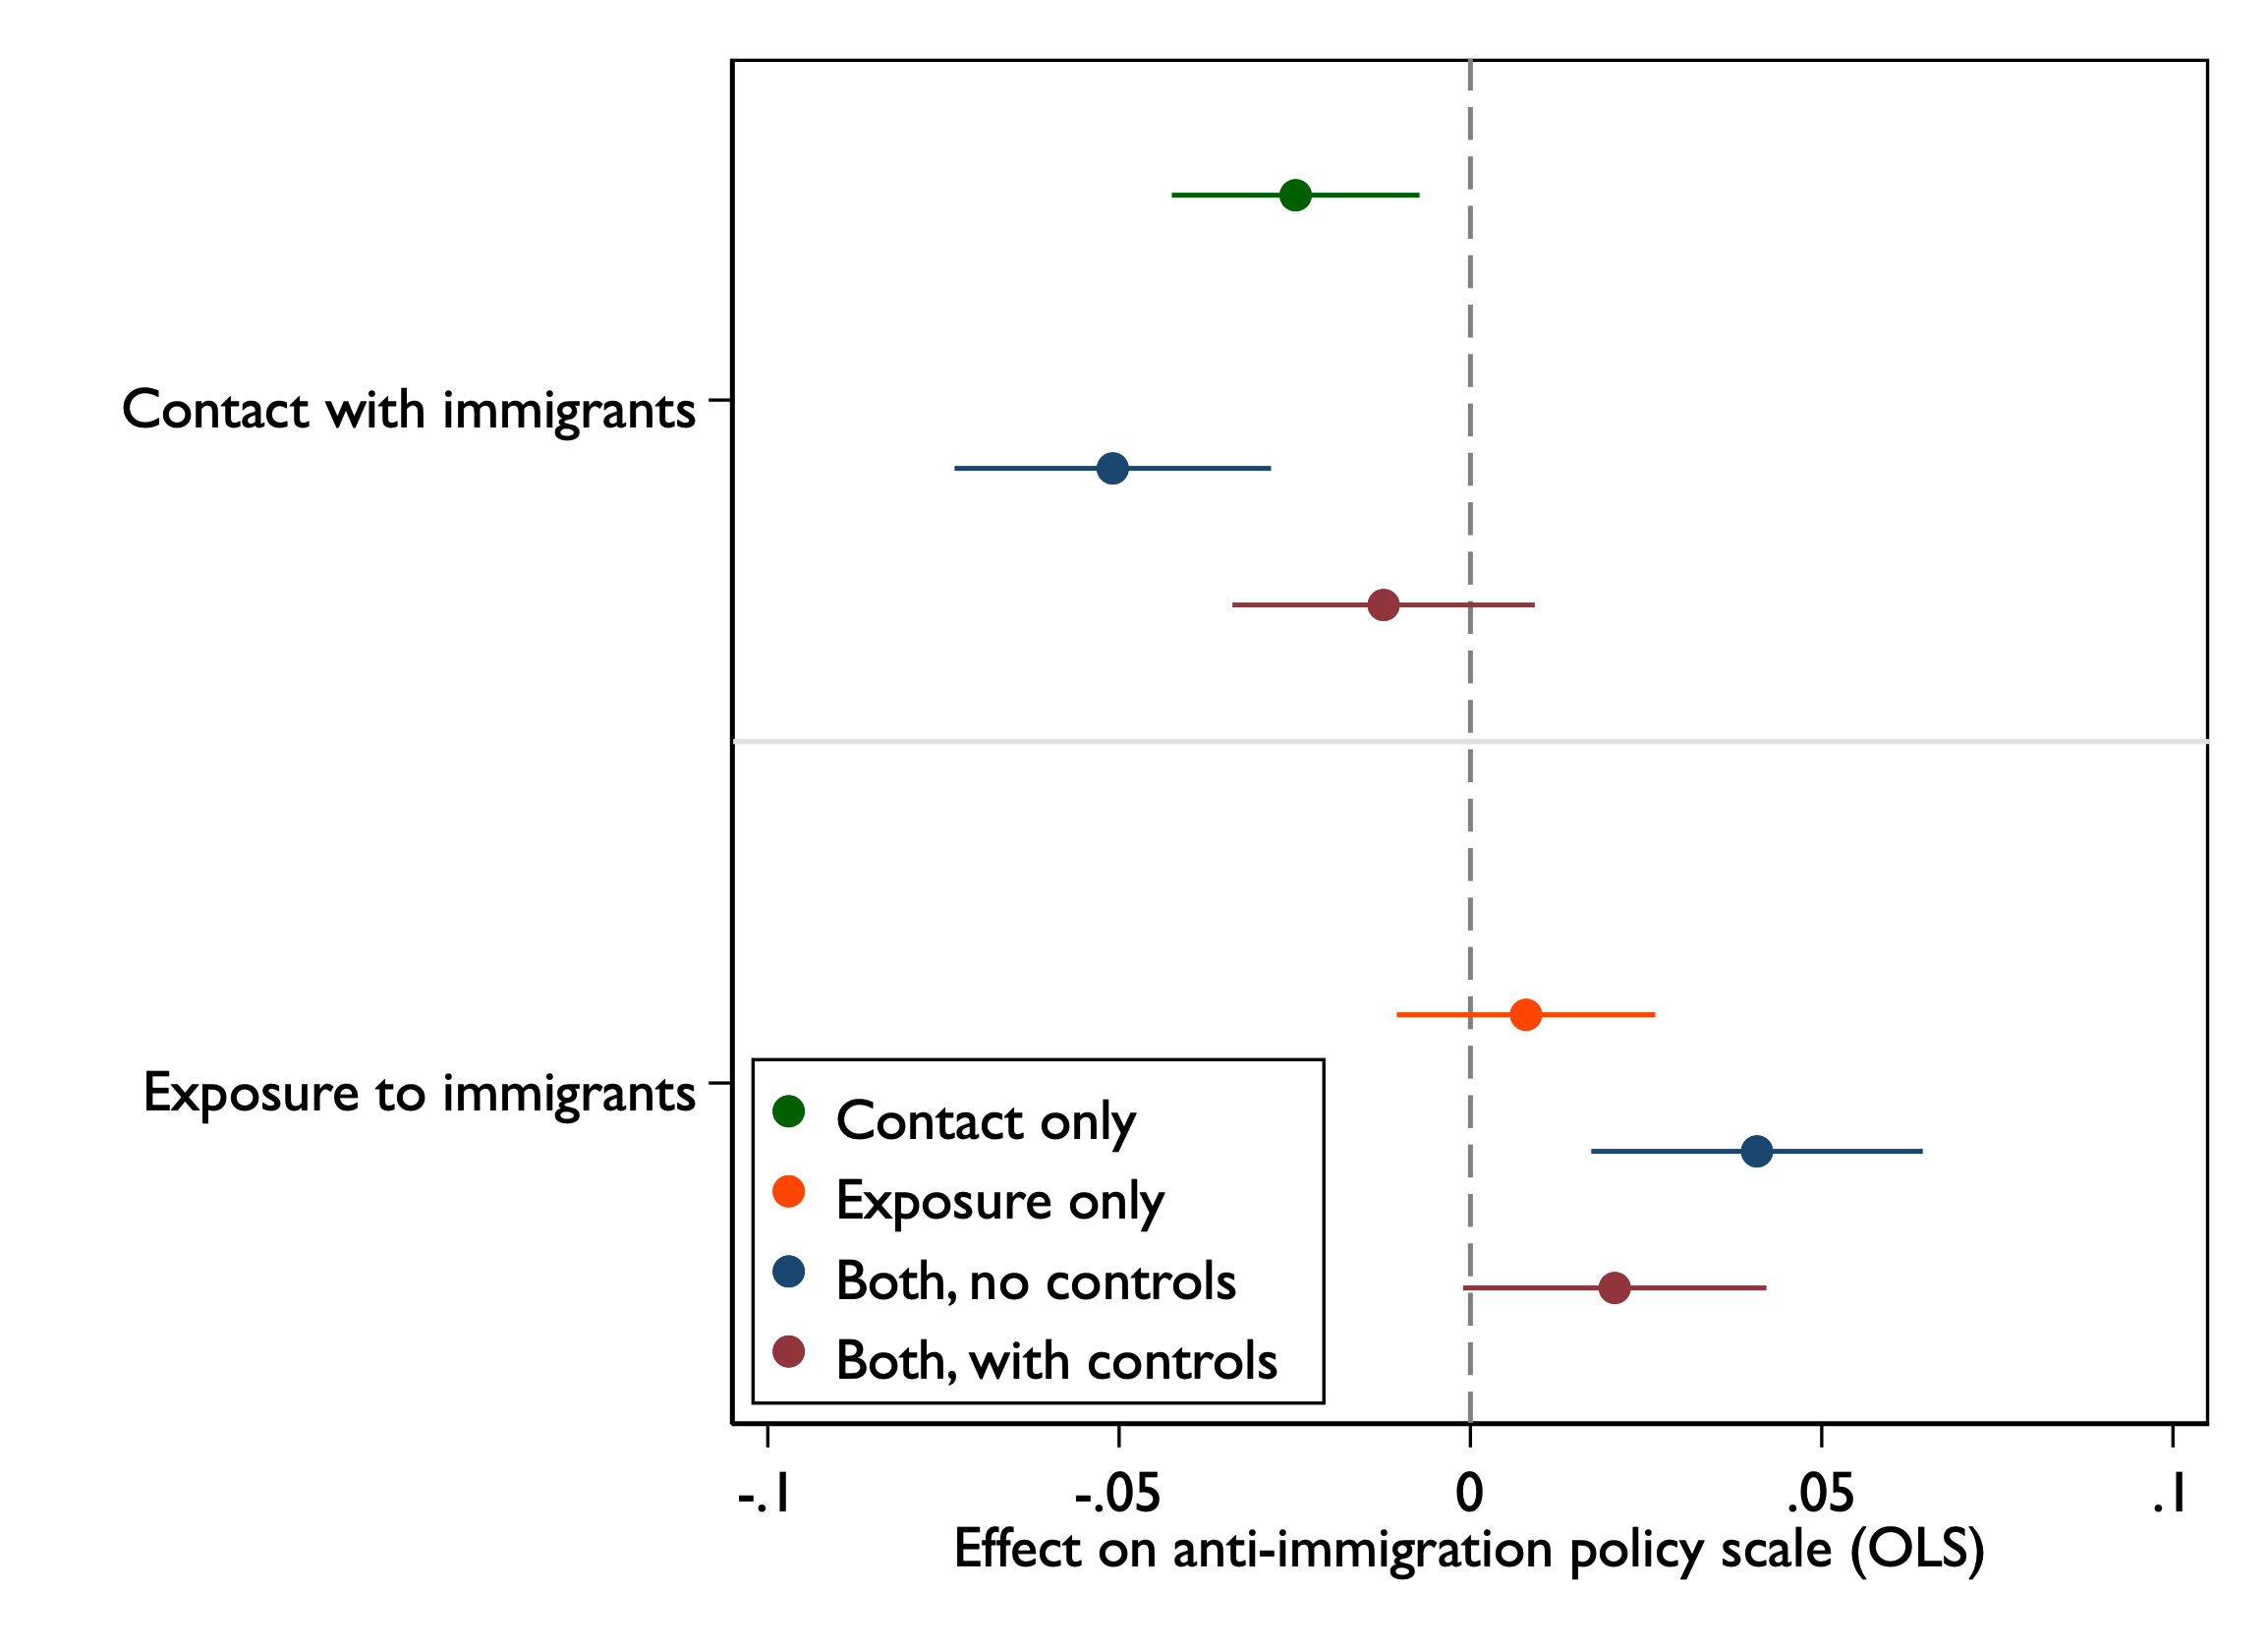 Contact with immigrants
Exposure to immigrants
Contact only
Exposure only
Both, no controls
Both, with controls
-.1
-.05
0
.05
.1
Effect on anti-immigration policy scale (OLS)